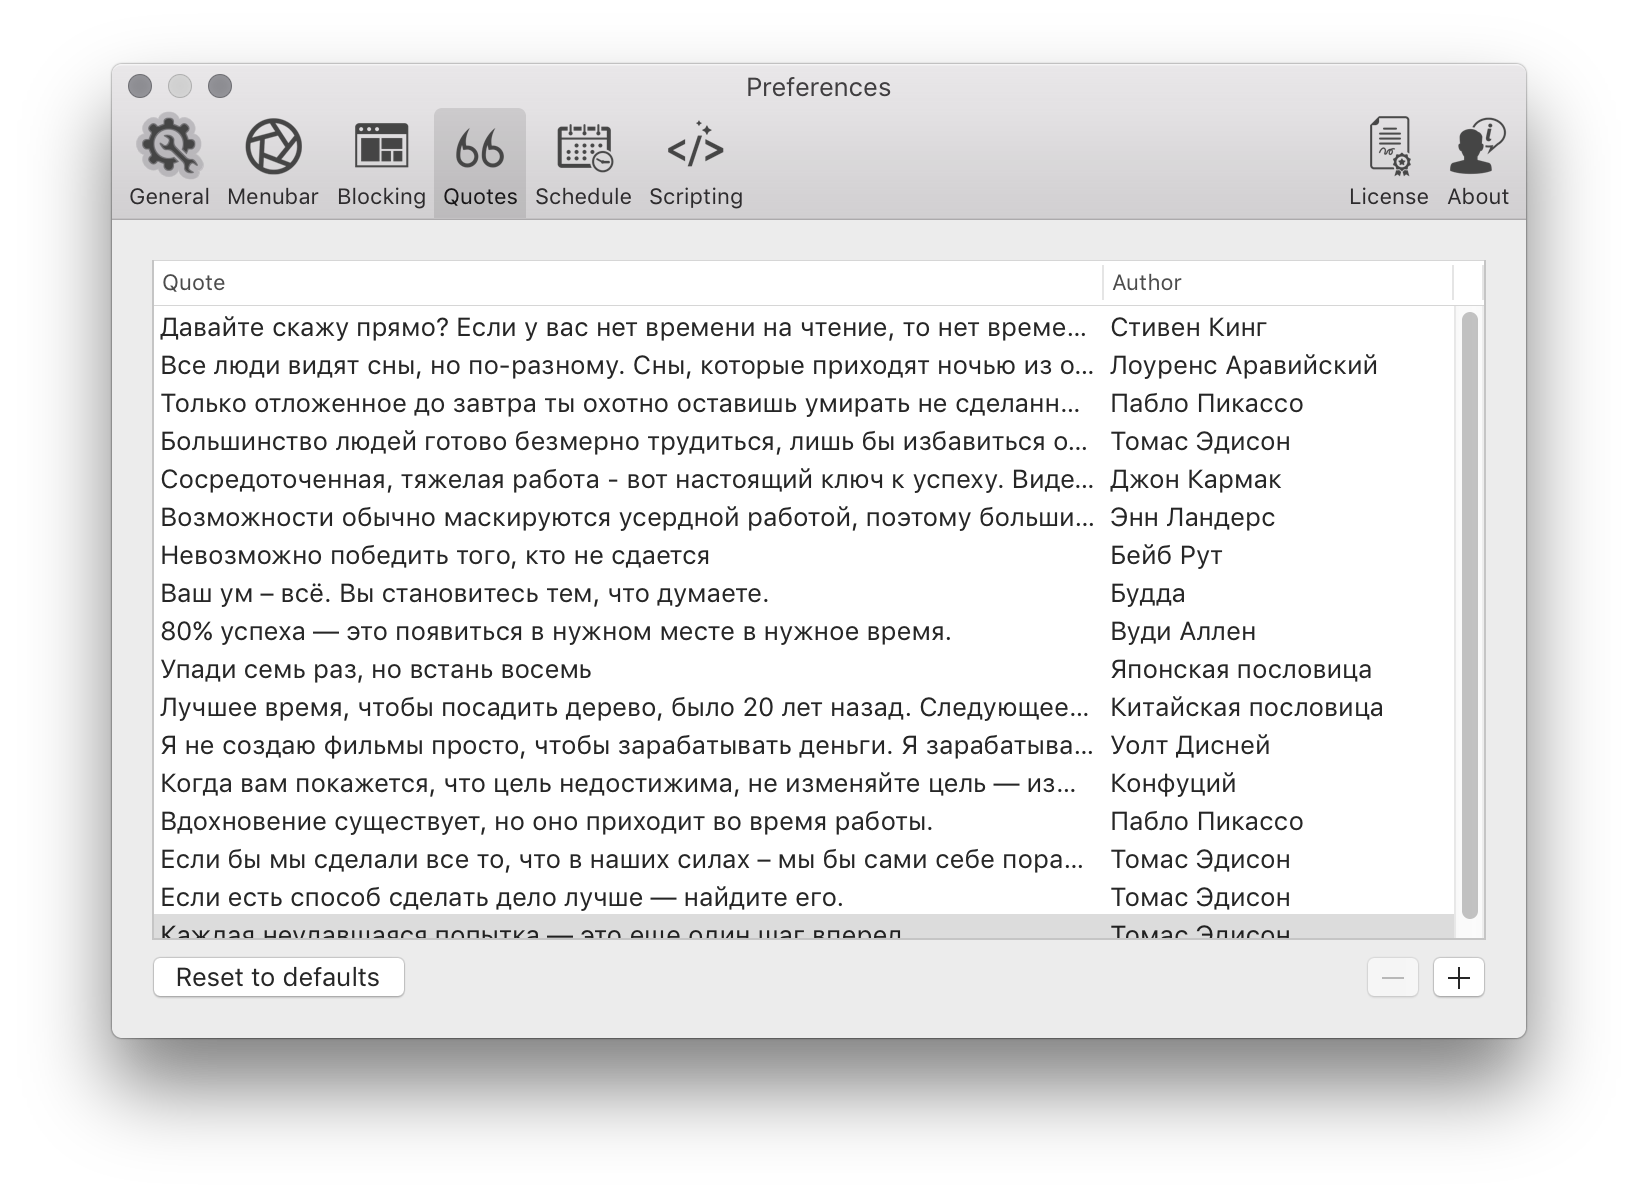 Preferences
General Menubar Blocking Quotes Schedule Scripting License About
Quote Author
Давайте скажу прямо? Если у вас нет времени на чтение, то нет време... Стивен Кинг
Все люди видят сны, но по-разному. Сны, которые приходят ночью из о... Лоуренс Аравийский
Только отложенное до завтра ты охотно оставишь умирать не сделанн... Пабло Пикассо
Большинство людей готово безмерно трудиться, лишь бы избавиться о... Томас Эдисон
Сосредоточенная, тяжелая работа - вот настоящий ключ к успеху. Виде... Джон Кармак
Возможности обычно маскируются усердной работой, поэтому больши... Энн Ландерс
Невозможно победить того, кто не сдается Бейб Рут
Ваш ум – всё. Вы становитесь тем, что думаете. Будда
80% успеха — это появиться в нужном месте в нужное время. Вуди Аллен
Упади семь раз, но встань восемь Японская пословица
Лучшее время, чтобы посадить дерево, было 20 лет назад. Следующее... Китайская пословица
Я не создаю фильмы просто, чтобы зарабатывать деньги. Я зарабатыва... Уолт Дисней
Когда вам покажется, что цель недостижима, не изменяйте цель — из... Конфуций
Вдохновение существует, но оно приходит во время работы. Пабло Пикассо
Если бы мы сделали все то, что в наших силах – мы бы сами себе пора... Томас Эдисон
Если есть способ сделать дело лучше — найдите его. Томас Эдисон
Каждая неудавшаяся попытка — это еще один шаг вперед Томас Эдисон
Reset to defaults